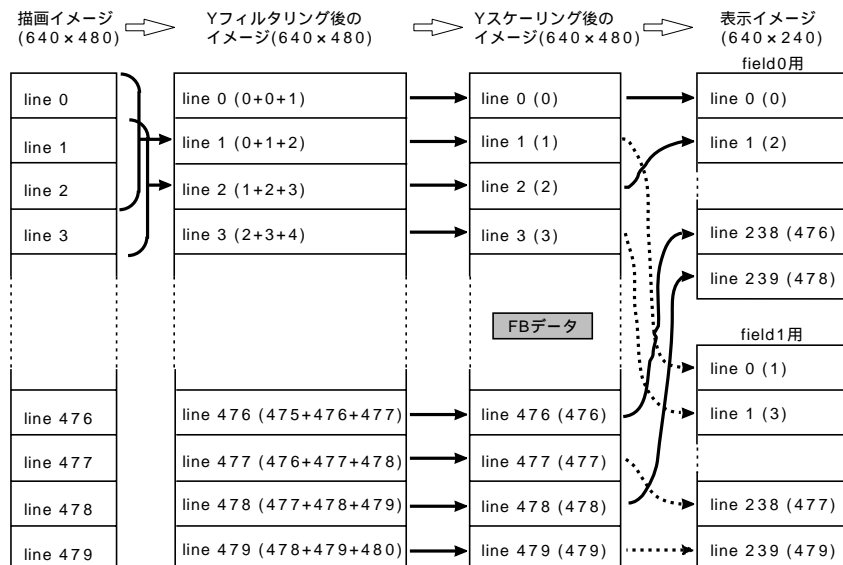 描画イメージ
(640×480)
Yフィルタリング後の
イメージ(640×480)
Yスケーリング後の
イメージ(640×480)
表示イメージ
(640×240)
line 0
line 1
line 2
line 3
line 476
line 477
line 478
line 479
line 0 (0+0+1)
line 1 (0+1+2)
line 2 (1+2+3)
line 3 (2+3+4)
line 476 (475+476+477)
line 477 (476+477+478)
line 478 (477+478+479)
line 479 (478+479+480)
line 0 (0)
line 1 (1)
line 2 (2)
line 3 (3)
FBデータ
line 476 (476)
line 477 (477)
line 478 (478)
line 479 (479)
field0用
line 0 (0)
line 1 (2)
line 238 (476)
line 239 (478)
field1用
line 0 (1)
line 1 (3)
line 238 (477)
line 239 (479)